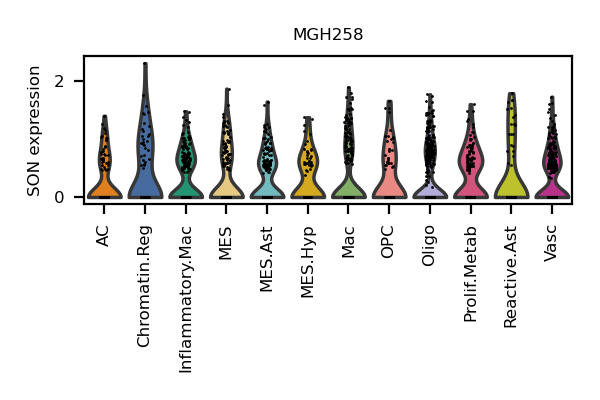 MGH258
SON expression
2
0
AC
Chromatin.Reg
Inflammatory.Mac
MES
MES.Ast
MES.Hyp
Mac
OPC
Oligo
Prolif.Metab
Reactive.Ast
Vasc